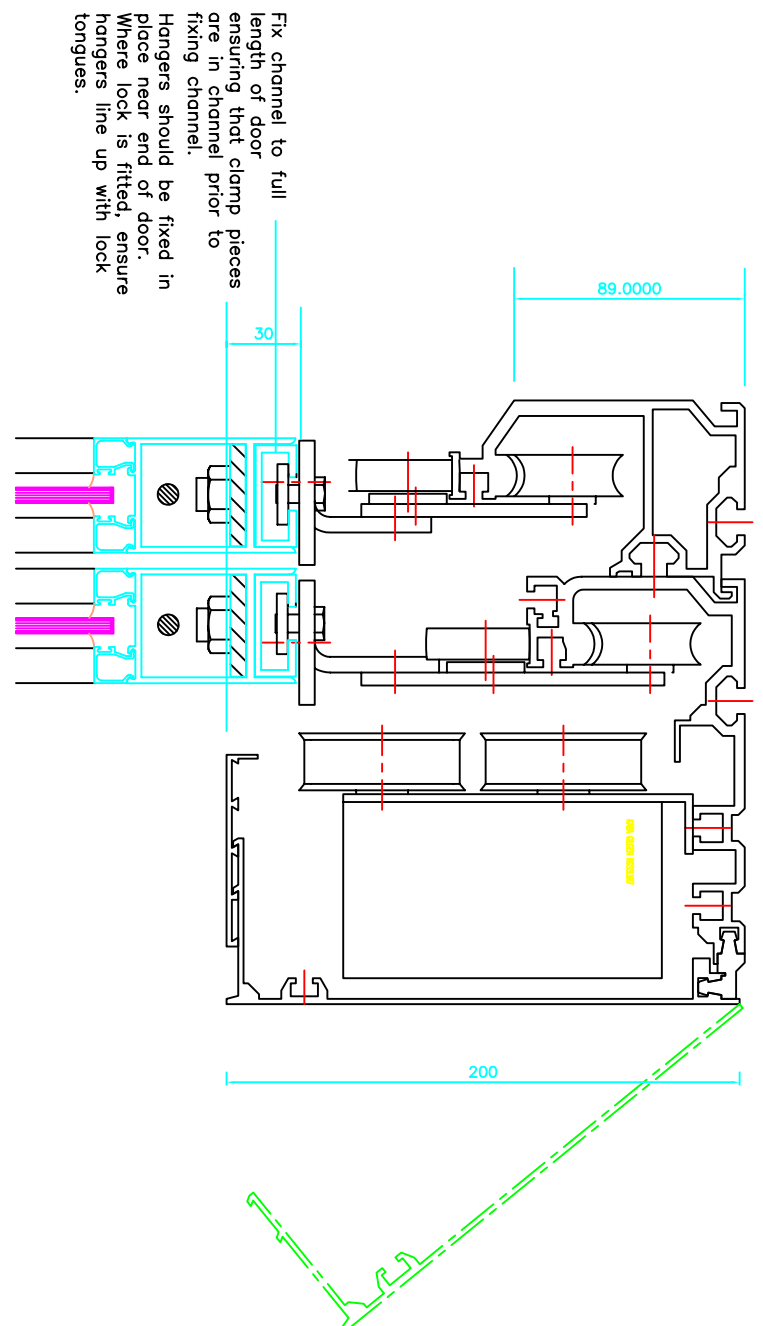 Fix channel to full
length of door
ensuring that clamp pieces
are in channel prior to
fixing channel.
Hangers should be fixed in
place near end of door.
Where lock is fitted, ensure
hangers line up with lock
tongues.
89.0000
30
200